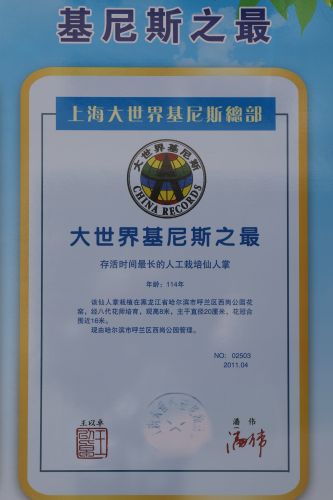 基尼斯之最
上海大世界基尼斯總部
大世界基尼斯
CHINA RECORDS
大世界基尼斯之最
存活时间最长的人工栽培仙人掌
年龄：114年
该仙人掌栽植在黑龙江省哈尔滨市呼兰区西岗公园花
窖，经八代花师培育，现高8米，主干直径20厘米，花冠合
围近16米。
现由哈尔滨市呼兰区西岗公园管理。
NO：02503
2011.04
王以卓
潘伟